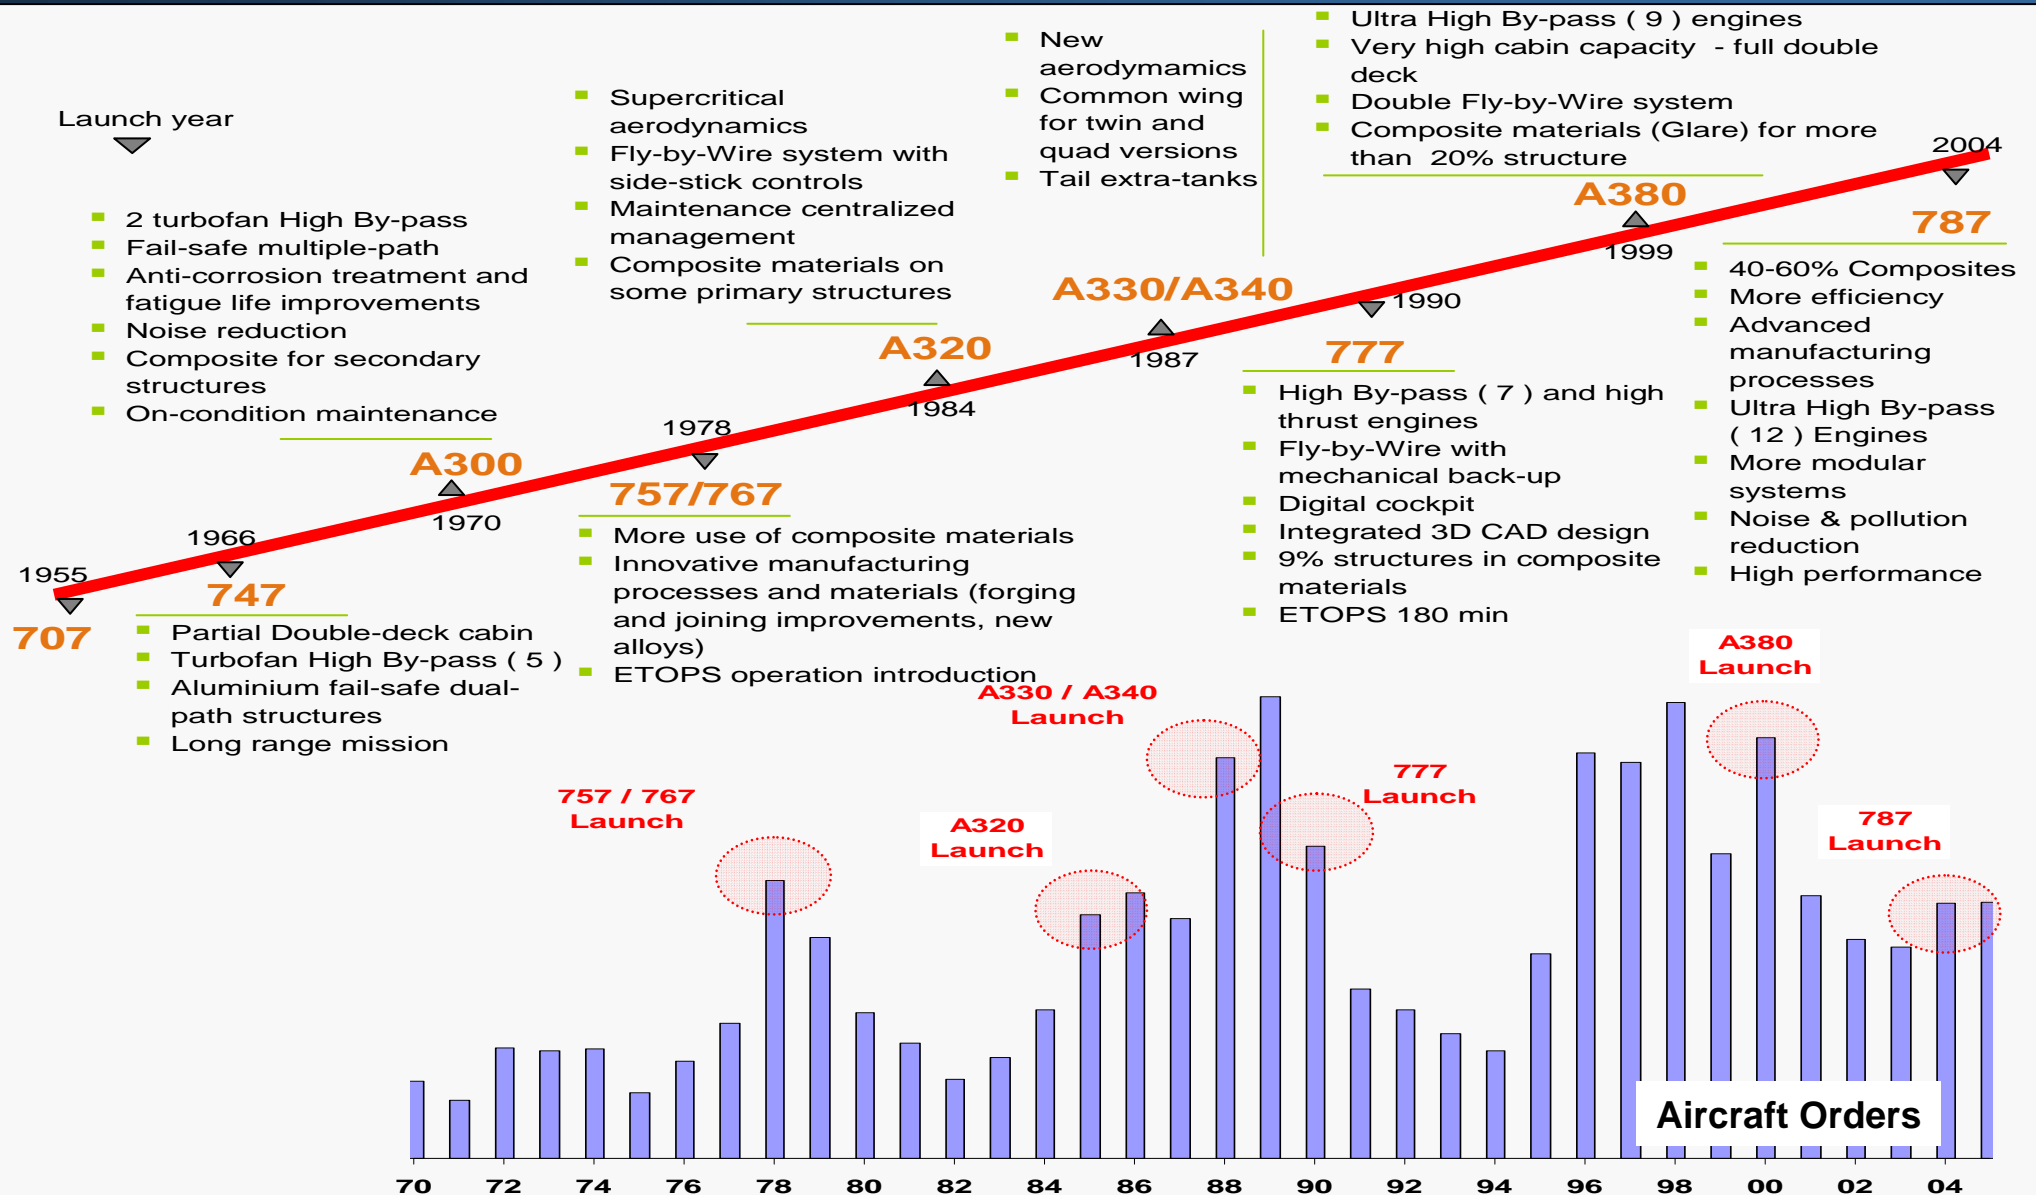 Launch year
2 turbofan High By-pass
Fail-safe multiple-path
Anti-corrosion treatment and
fatigue life improvements
Noise reduction
Composite for secondary
structures
On-condition maintenance
A300
1970
Supercritical
aerodynamics
Fly-by-Wire system with
side-stick controls
Maintenance centralized
management
Composite materials on
some primary structures
A320
1984
New
aerodymamics
Common wing
for twin and
quad versions
Tail extra-tanks
A330/A340
1987
Ultra High By-pass ( 9 ) engines
Very high cabin capacity - full double
deck
Double Fly-by-Wire system
Composite materials (Glare) for more
than 20% structure
A380
1999
1955
707
1966
747
Partial Double-deck cabin
Turbofan High By-pass ( 5 )
Aluminium fail-safe dual-
path structures
Long range mission
1978
757/767
More use of composite materials
Innovative manufacturing
processes and materials (forging
and joining improvements, new
alloys)
ETOPS operation introduction
1990
777
High By-pass ( 7 ) and high
thrust engines
Fly-by-Wire with
mechanical back-up
Digital cockpit
Integrated 3D CAD design
9% structures in composite
materials
ETOPS 180 min
2004
787
40-60% Composites
More efficiency
Advanced
manufacturing
processes
Ultra High By-pass
( 12 ) Engines
More modular
systems
Noise & pollution
reduction
High performance
757 / 767
Launch
A320
Launch
A330 / A340
Launch
777
Launch
A380
Launch
787
Launch
Aircraft Orders
70 72 74 76 78 80 82 84 86 88 90 92 94 96 98 00 02 04